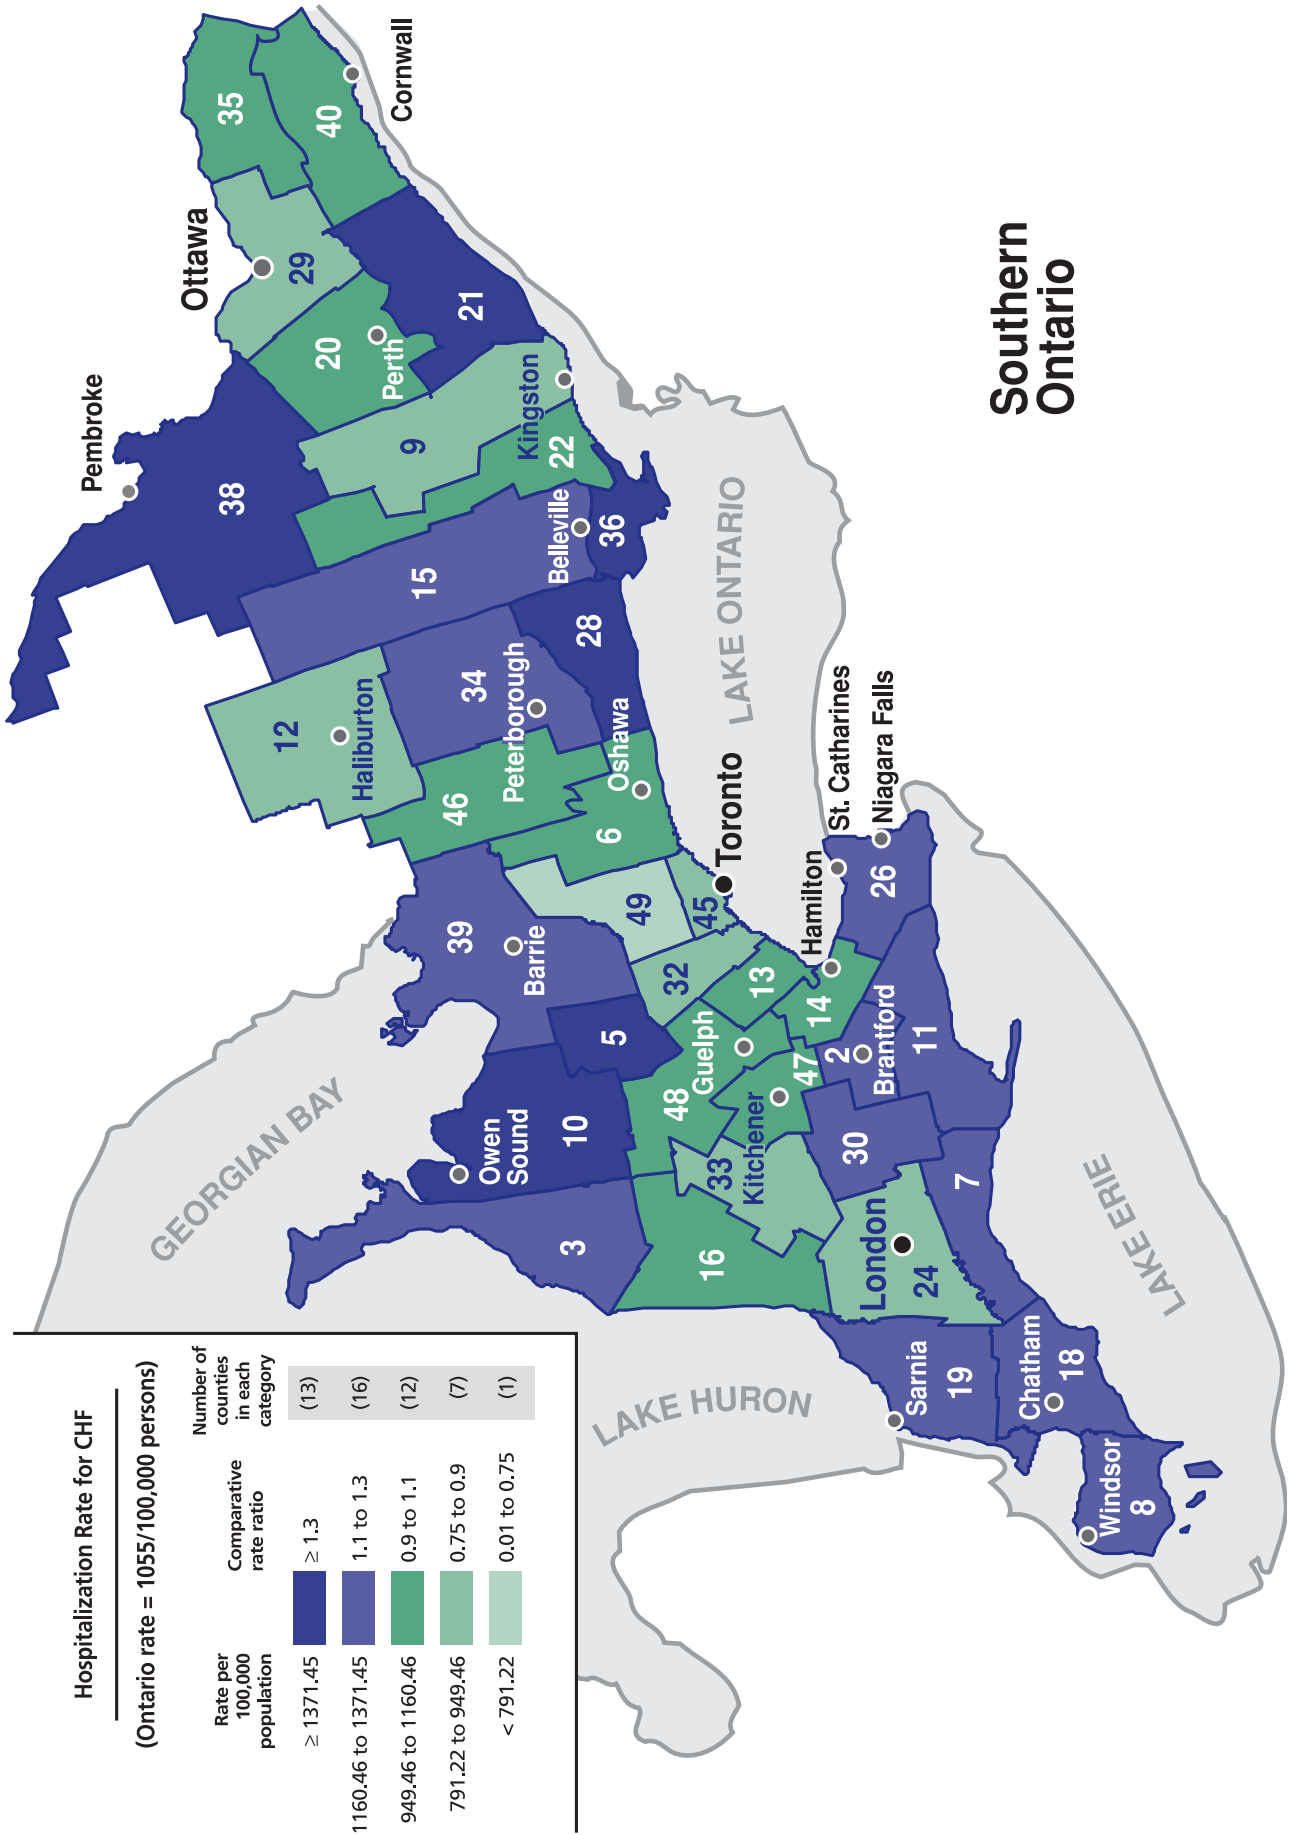 Hospitalization Rate for CHF
(Ontario rate = 1055/100,000 persons)
Rate per
100,000
population
Comparative
rate ratio
Number of
counties
in each
category
≥ 1371.45 ≥ 1.3 (13)
1160.46 to 1371.45 1.1 to 1.3 (16)
949.46 to 1160.46 0.9 to 1.1 (12)
791.22 to 949.46 0.75 to 0.9 (7)
< 791.22 0.01 to 0.75 (1)
GEORGIAN BAY
LAKE HURON
LAKE ERIE
LAKE ONTARIO
Southern
Ontario
Pembroke
38
Ottawa
29
35
40
Cornwall
20
Perth
21
9
Kingston
22
15
Belleville
36
12
Haliburton
34
Peterborough
28
46
Oshawa
6
39
Barrie
49
45
Toronto
32
5
13
Hamilton
14
St. Catharines
Niagara Falls
26
Owen
Sound
10
48
Guelph
47
2
Brantford
11
3
16
33
Kitchener
30
7
London
24
Sarnia
19
Chatham
18
Windsor
8